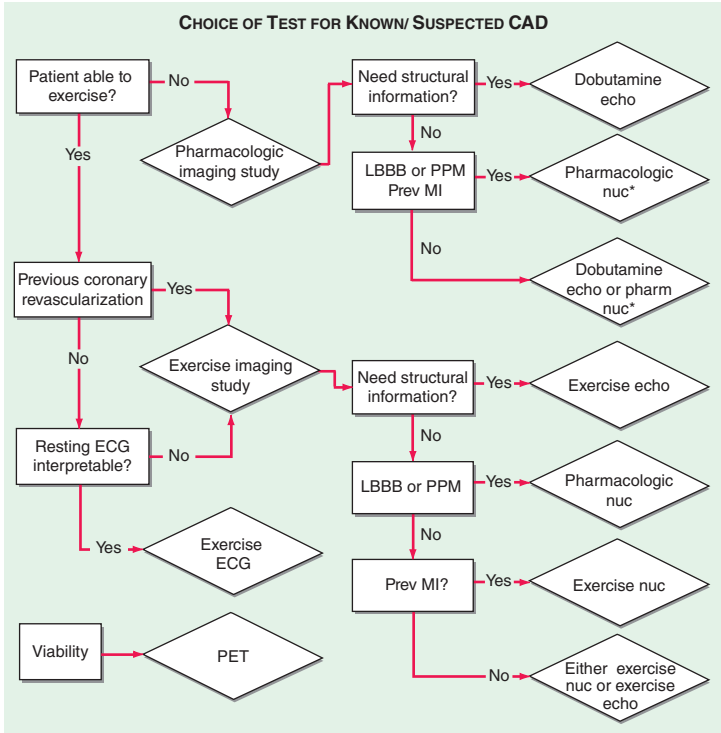 CHOICE OF TEST FOR KNOWN/ SUSPECTED CAD
Patient able to
exercise?
No
Yes
Pharmacologic
imaging study
Need structural
information?
Yes
Dobutamine
echo
No
LBBB or PPM
Prev MI
Yes
Pharmacologic
nuc*
No
Dobutamine
echo or pharm
nuc*
Previous coronary
revascularization
Yes
No
Exercise imaging
study
Need structural
information?
Yes
Exercise echo
No
Resting ECG
interpretable?
No
Yes
Exercise
ECG
LBBB or PPM
Yes
Pharmacologic
nuc
No
Prev MI?
Yes
Exercise nuc
No
Either exercise
nuc or exercise
echo
Viability
PET